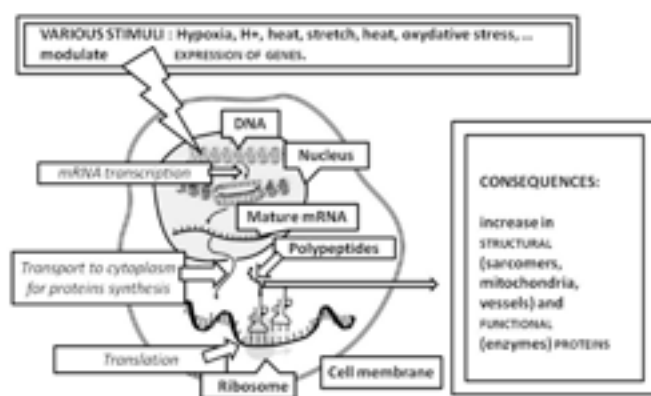 VARIOUS STIMULI : Hypoxia, H+, heat, stretch, heat, oxydative stress, ...
modulate EXPRESSION OF GENES.
DNA
Nucleus
mRNA transcription
Mature mRNA
Polypeptides
Transport to cytoplasm
for proteins synthesis
Translation
Ribosome
Cell membrane
CONSEQUENCES:
increase in
STRUCTURAL
(sarcomers,
mitochondria,
vessels) and
FUNCTIONAL
(enzymes) PROTEINS